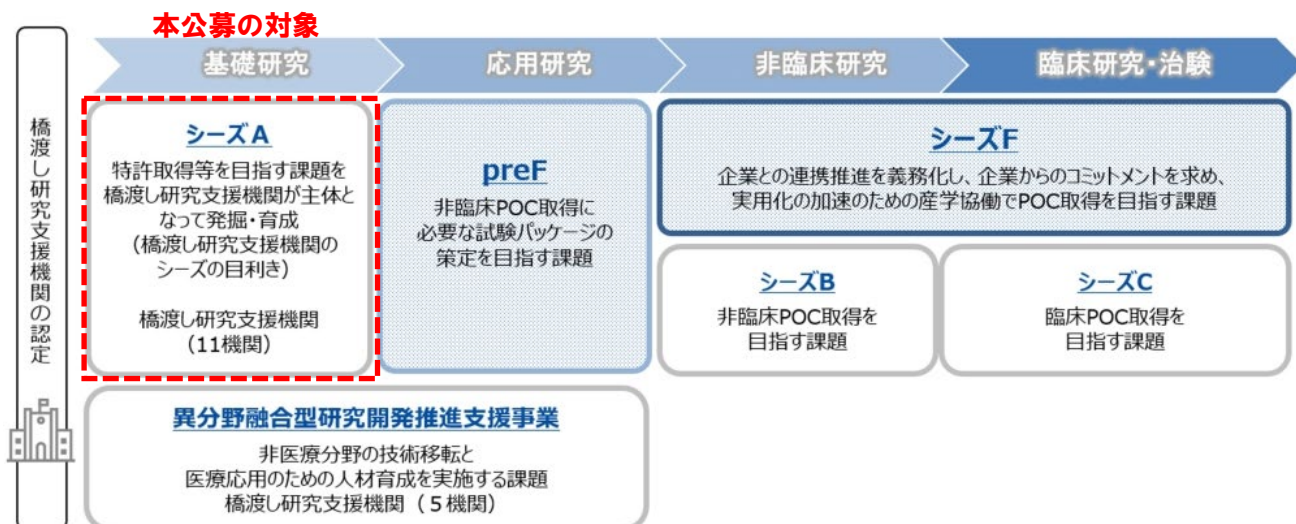 本公募の対象
基礎研究
応用研究
非臨床研究
臨床研究・治験
橋渡し研究支援機関の認定
シーズA
特許取得等を目指す課題を
橋渡し研究支援機関が主体と
なって発掘・育成
(橋渡し研究支援機関の
シーズの目利き)
橋渡し研究支援機関
(11機関)
preF
非臨床POC取得に
必要な試験パッケージの
策定を目指す課題
シーズF
企業との連携推進を義務化し、企業からのコミットメントを求め、
実用化の加速のための産学協働でPOC取得を目指す課題
シーズB
非臨床POC取得を
目指す課題
シーズC
臨床POC取得を
目指す課題
異分野融合型研究開発推進支援事業
非医療分野の技術移転と
医療応用のための人材育成を実施する課題
橋渡し研究支援機関(5機関)